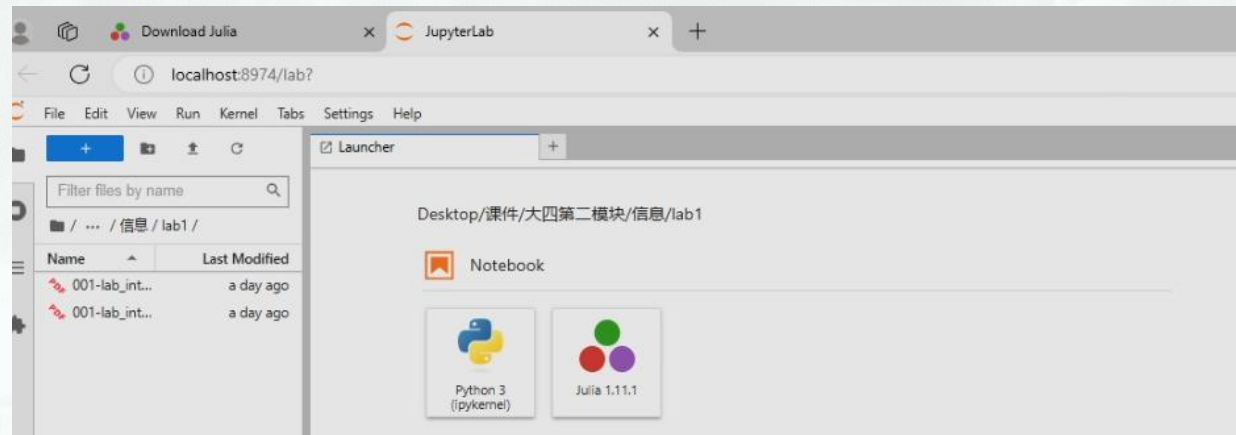 Download Julia
JupyterLab
localhost:8974/lab?
File Edit View Run Kernel Tabs Settings Help
Launcher
Filter files by name
/ ··· / 信息 / lab1 /
Name Last Modified
001-lab_int... a day ago
001-lab_int... a day ago
Desktop/课件/大四第二模块/信息/lab1
Notebook
Python 3
(ipykernel)
Julia 1.11.1